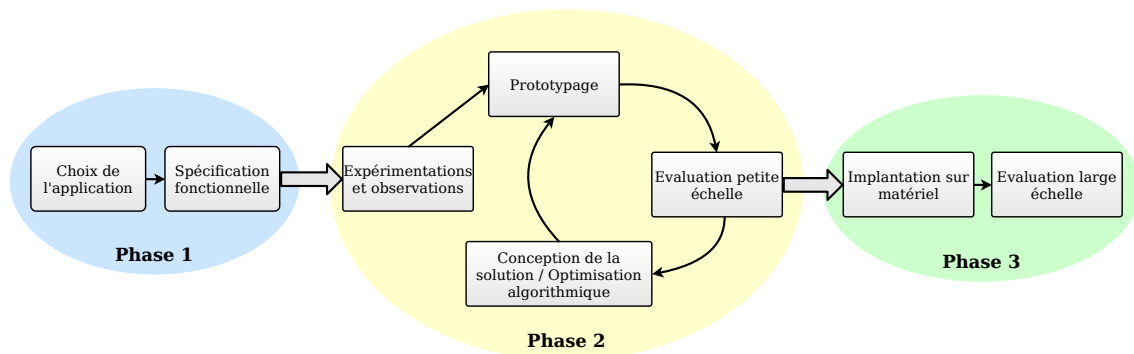 Choix de
l'application
Spécification
fonctionnelle
Phase 1
Expérimentations
et observations
Prototypage
Evaluation petite
échelle
Conception de la
solution / Optimisation
algorithmique
Phase 2
Implantation sur
matériel
Evaluation large
échelle
Phase 3